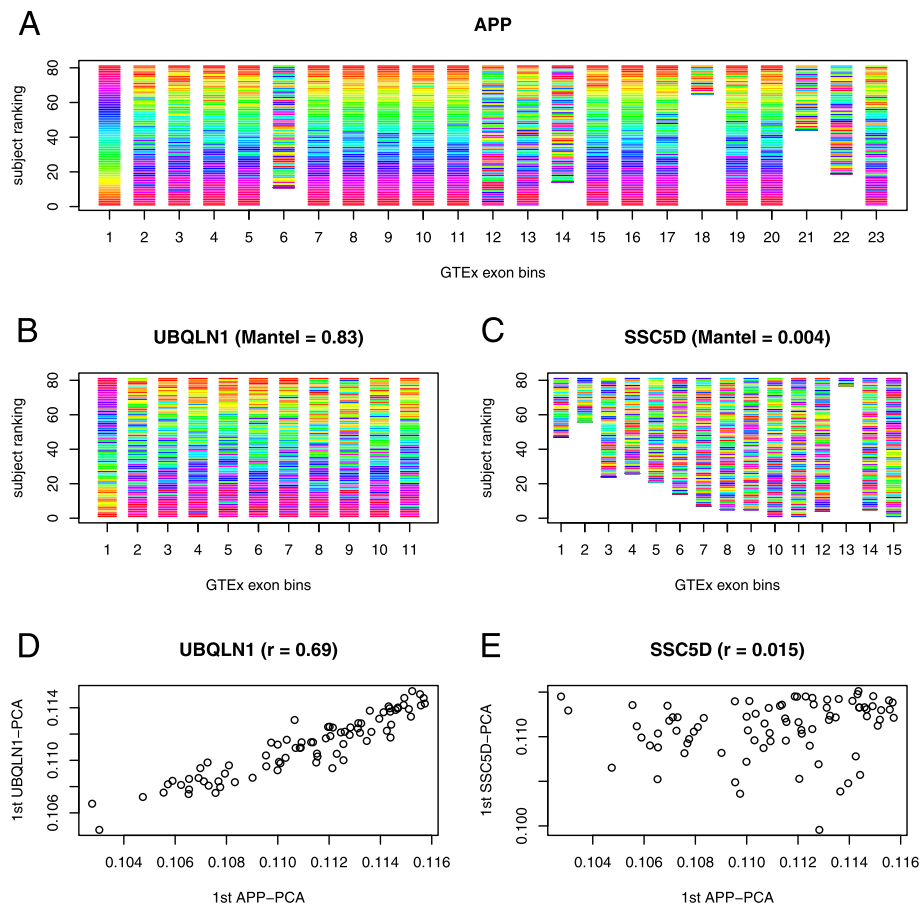 A
APP
subject ranking
80
60
40
20
0
1 2 3 4 5 6 7 8 9 10 11 12 13 14 15 16 17 18 19 20 21 22 23
GTEx exon bins
B
UBQLN1 (Mantel = 0.83)
subject ranking
80
60
40
20
0
1 2 3 4 5 6 7 8 9 10 11
GTEx exon bins
C
SSC5D (Mantel = 0.004)
subject ranking
80
60
40
20
0
1 2 3 4 5 6 7 8 9 10 11 12 13 14 15
GTEx exon bins
D
UBQLN1 (r = 0.69)
1st UBQLN1−PCA
0.114
0.110
0.106
0.104 0.106 0.108 0.110 0.112 0.114 0.116
1st APP−PCA
E
SSC5D (r = 0.015)
1st SSC5D−PCA
0.110
0.100
0.104 0.106 0.108 0.110 0.112 0.114 0.116
1st APP−PCA